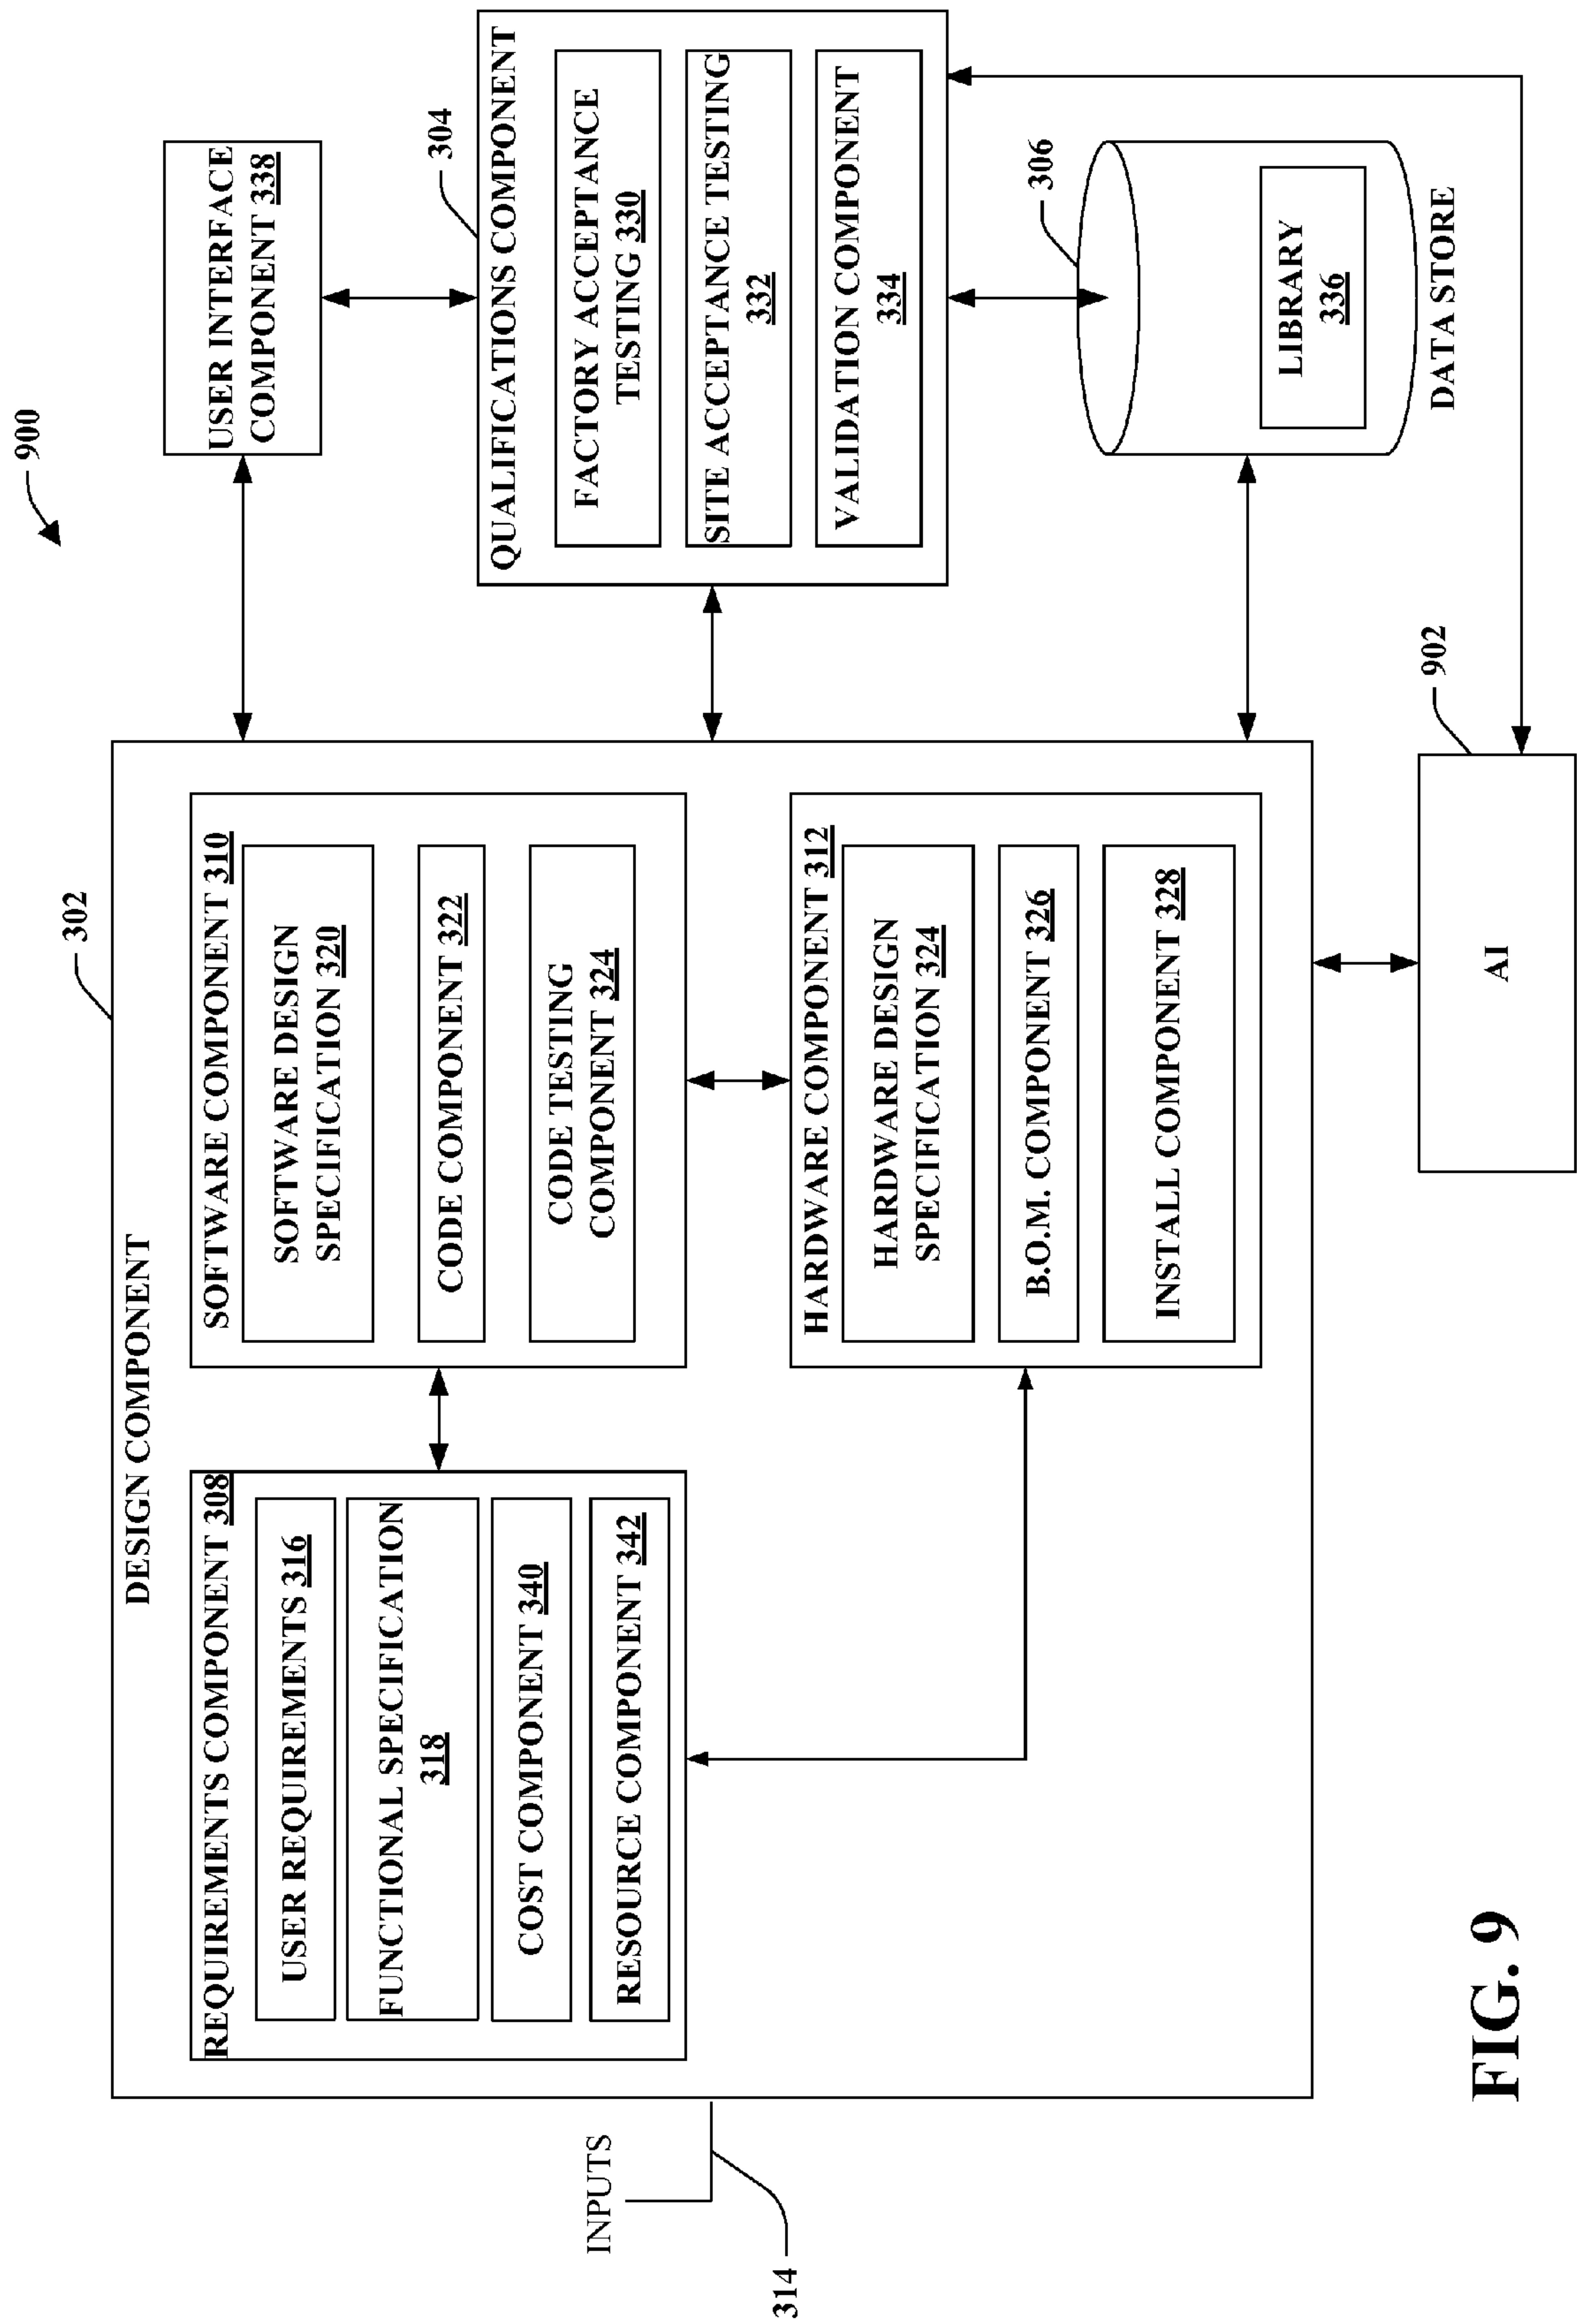 900
302
DESIGN COMPONENT
REQUIREMENTS COMPONENT 308
USER REQUIREMENTS 316
FUNCTIONAL SPECIFICATION
318
COST COMPONENT 340
RESOURCE COMPONENT 342
SOFTWARE COMPONENT 310
SOFTWARE DESIGN
SPECIFICATION 320
CODE COMPONENT 322
CODE TESTING
COMPONENT 324
HARDWARE COMPONENT 312
HARDWARE DESIGN
SPECIFICATION 324
B.O.M. COMPONENT 326
INSTALL COMPONENT 328
USER INTERFACE
COMPONENT 338
304
QUALIFICATIONS COMPONENT
FACTORY ACCEPTANCE
TESTING 330
SITE ACCEPTANCE TESTING
332
VALIDATION COMPONENT
334
306
LIBRARY
336
DATA STORE
INPUTS
314
902
AI
FIG. 9